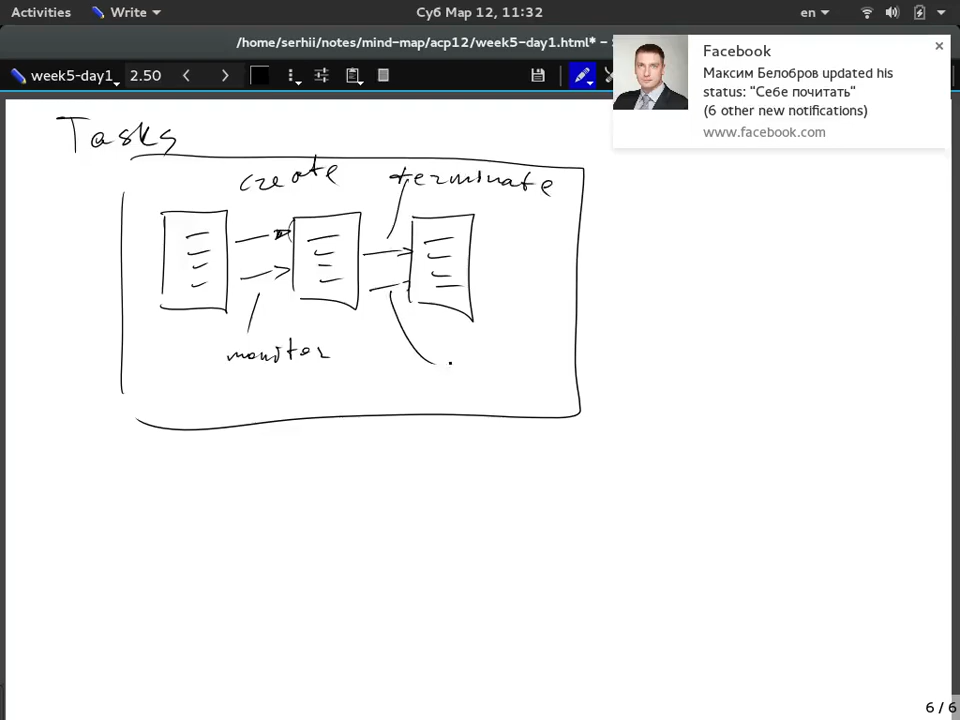 Activities Write Суб Мар 12, 11:32 en
/home/serhii/notes/mind-map/acp12/week5-day1.html* –
week5-day1 2.50
Facebook
Максим Белобров updated his
status: "Себе почитать"
(6 other new notifications)
www.facebook.com
Tasks
create terminate
monitor
6 / 6